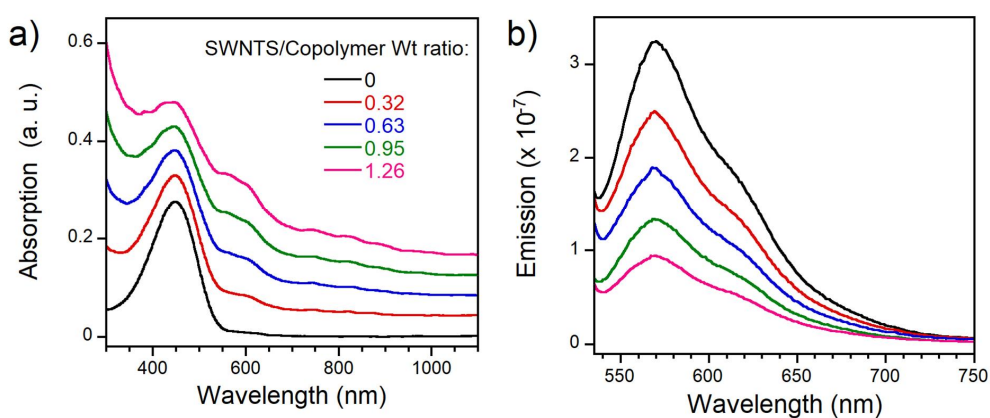 a)
SWNTS/Copolymer Wt ratio:
0
0.32
0.63
0.95
1.26
0.6
0.4
0.2
0
Absorption (a. u.)
400 600 800 1000
Wavelength (nm)
b)
3
2
1
0
Emission (x 10-7)
550 600 650 700 750
Wavelength (nm)